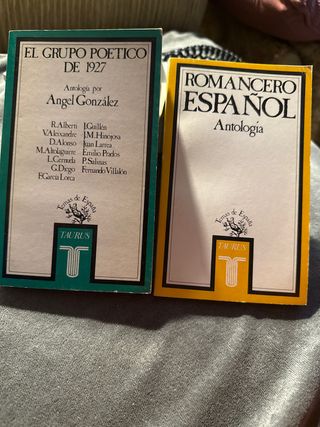 EL GRUPO POETICO
DE 1927
Antología por
Angel González
R. Alberti
V. Aleixandre
D. Alonso
M. Altolaguirre
L. Cernuda
G. Diego
F. García Lorca
J. Guillén
J. M. Hinojosa
Juan Larrea
Emilio Prados
P. Salinas
Fernando Villalón
Temas de España
TAURUS
ROMANCERO
ESPAÑOL
Antología
Temas de España
TAURUS